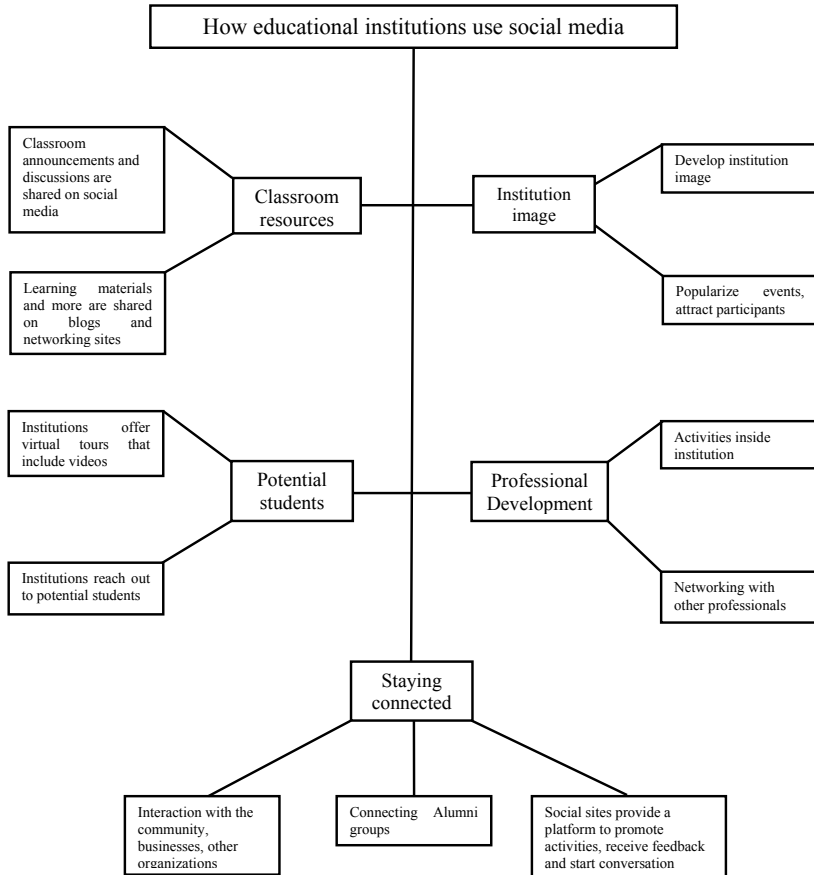 How educational institutions use social media
Classroom
announcements and
discussions are
shared on social
media
Classroom
resources
Learning materials
and more are shared
on blogs and
networking sites
Institution
image
Develop institution
image
Popularize events,
attract participants
Institutions offer
virtual tours that
include videos
Potential
students
Institutions reach out
to potential students
Professional
Development
Activities inside
institution
Networking with
other professionals
Staying
connected
Interaction with the
community,
businesses, other
organizations
Connecting Alumni
groups
Social sites provide a
platform to promote
activities, receive feedback
and start conversation